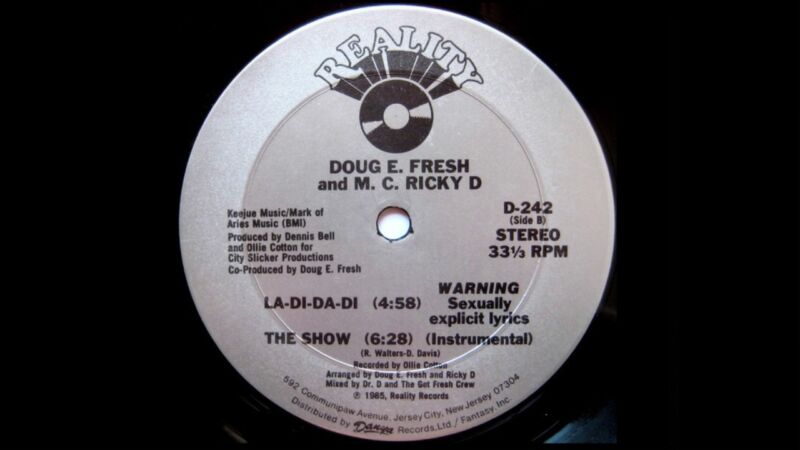 REALITY
DOUG E. FRESH
and M. C. RICKY D
Keejue Music/Mark of
Aries Music (BMI)
Produced by Dennis Bell
and Ollie Cotton for
City Slicker Productions
Co-Produced by Doug E. Fresh
D-242
(Side B)
STEREO
33⅓ RPM
LA-DI-DA-DI (4:58)
WARNING
Sexually
explicit lyrics
THE SHOW (6:28) (Instrumental)
(R. Walters-D. Davis)
Recorded by Ollie Cotton
Arranged by Doug E. Fresh and Ricky D
Mixed by Dr. D and The Get Fresh Crew
℗ 1985, Reality Records
592 Communipaw Avenue, Jersey City, New Jersey 07304
Distributed by Danya Records, Ltd./Fantasy, Inc